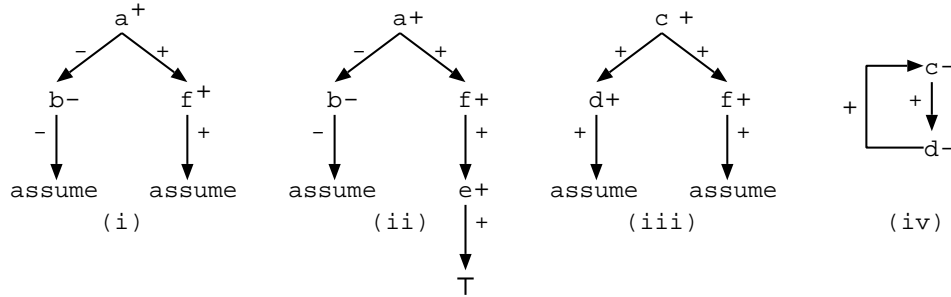 a+ a+ c +
- + - + + +
b- f+ b- f+ d+ f+ c-
- + - + + + + +
d-
assume assume assume e+ assume assume
+
(i) (ii) (iii) (iv)
T